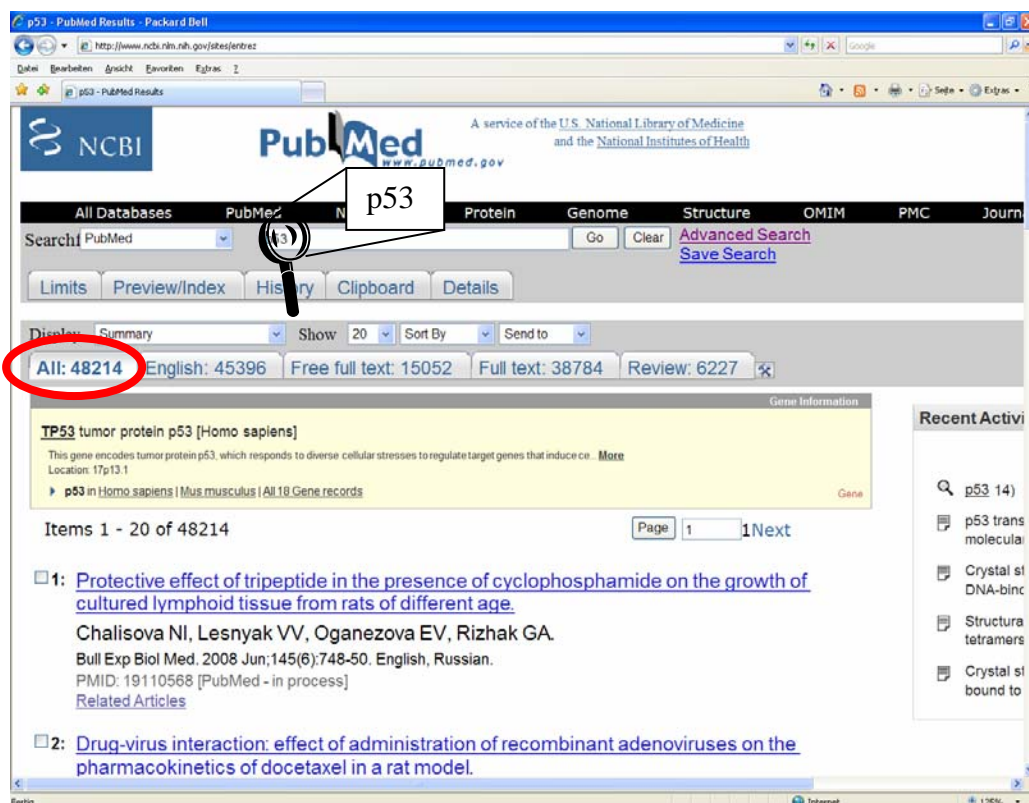 p53 - PubMed Results - Packard Bell
http://www.ncbi.nlm.nih.gov/sites/entrez
Google
Datei Bearbeiten Ansicht Favoriten Extras ?
p53 - PubMed Results
Seite Extras
NCBI
PubMed
www.pubmed.gov
A service of the U.S. National Library of Medicine
and the National Institutes of Health
p53
All Databases PubMed Protein Genome Structure OMIM PMC Journ
Search PubMed p53 Go Clear Advanced Search
Save Search
Limits Preview/Index History Clipboard Details
Display Summary Show 20 Sort By Send to
All: 48214 English: 45396 Free full text: 15052 Full text: 38784 Review: 6227
Gene Information
TP53 tumor protein p53 [Homo sapiens]
This gene encodes tumor protein p53, which responds to diverse cellular stresses to regulate target genes that induce ce... More
Location: 17p13.1
p53 in Homo sapiens | Mus musculus | All 18 Gene records
Gene
Recent Activi
p53 14)
p53 trans
molecular
Crystal st
DNA-bind
Structura
tetramers
Crystal st
bound to
Items 1 - 20 of 48214 Page 1 1Next
1: Protective effect of tripeptide in the presence of cyclophosphamide on the growth of
cultured lymphoid tissue from rats of different age.
Chalisova NI, Lesnyak VV, Oganezova EV, Rizhak GA.
Bull Exp Biol Med. 2008 Jun;145(6):748-50. English, Russian.
PMID: 19110568 [PubMed - in process]
Related Articles
2: Drug-virus interaction: effect of administration of recombinant adenoviruses on the
pharmacokinetics of docetaxel in a rat model.
Fertig Internet 125%